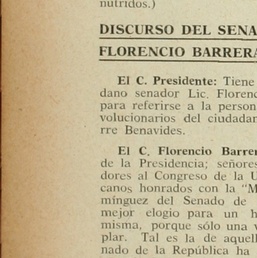 nutridos.)
DISCURSO DEL SENA
FLORENCIO BARRERA
El C. Presidente: Tiene
dano senador Lic. Florenc
para referirse a la person
volucionarios del ciudadan
rre Benavides.
El C. Florencio Barrer
de la Presidencia; señores
dores al Congreso de la U
canos honrados con la "M
mínguez del Senado de
mejor elogio para un h
misma, porque sólo una v
plar. Tal es la de aquell
nado de la República ha